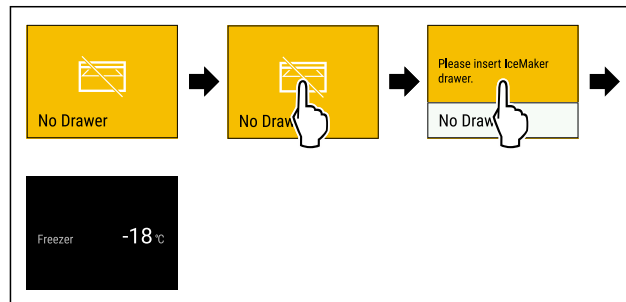 No Drawer
No Draw
Please insert IceMaker
drawer.
No Draw
Freezer -18 °C